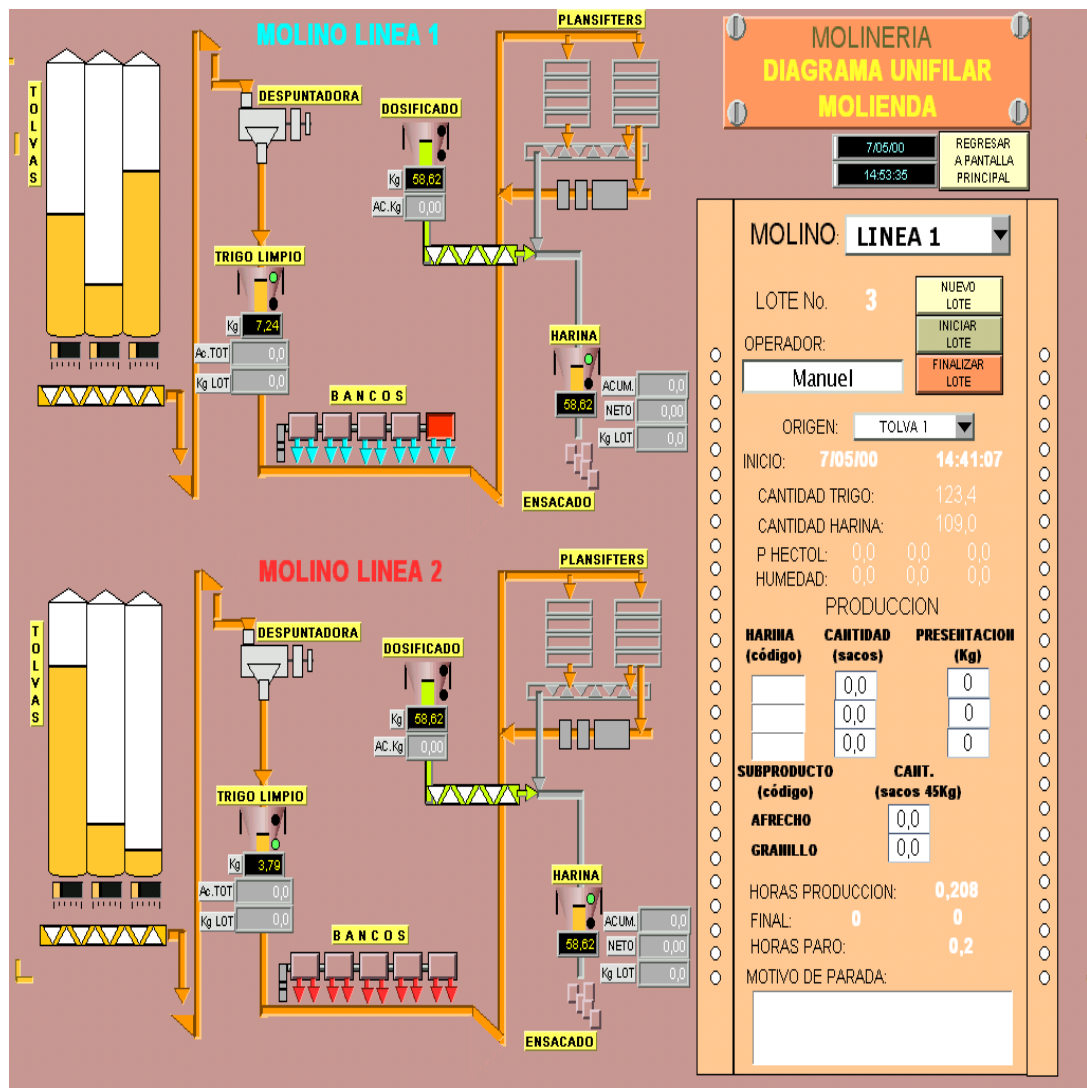 MOLINO LINEA 1
PLANSIFTERS
TOLVAS
DESPUNTADORA
DOSIFICADO
Kg 58,62
AC.Kg 0,00
TRIGO LIMPIO
Kg 7,24
Ac.TOT 0,0
Kg LOT 0,0
BANCOS
HARINA
58,62
ACUM. 0,0
NETO 0,00
Kg LOT 0,0
ENSACADO
MOLINO LINEA 2
PLANSIFTERS
TOLVAS
DESPUNTADORA
DOSIFICADO
Kg 58,62
AC.Kg 0,00
TRIGO LIMPIO
Kg 3,79
Ac.TOT 0,0
Kg LOT 0,0
BANCOS
HARINA
58,62
ACUM. 0,0
NETO 0,00
Kg LOT 0,0
ENSACADO
MOLINERIA
DIAGRAMA UNIFILAR
MOLIENDA
7/05/00
14:53:35
REGRESAR
A PANTALLA
PRINCIPAL
MOLINO: LINEA 1
LOTE No. 3
NUEVO
LOTE
INICIAR
LOTE
OPERADOR:
FINALIZAR
LOTE
Manuel
ORIGEN: TOLVA 1
INICIO: 7/05/00 14:41:07
CANTIDAD TRIGO: 123,4
CANTIDAD HARINA: 109,0
P HECTOL: 0,0 0,0 0,0
HUMEDAD: 0,0 0,0 0,0
PRODUCCION
HARINA CANTIDAD PRESENTACION
(código) (sacos) (Kg)
0,0 0
0,0 0
0,0 0
SUBPRODUCTO CANT.
(código) (sacos 45Kg)
AFRECHO 0,0
GRANILLO 0,0
HORAS PRODUCCION: 0,208
FINAL: 0 0
HORAS PARO: 0,2
MOTIVO DE PARADA: